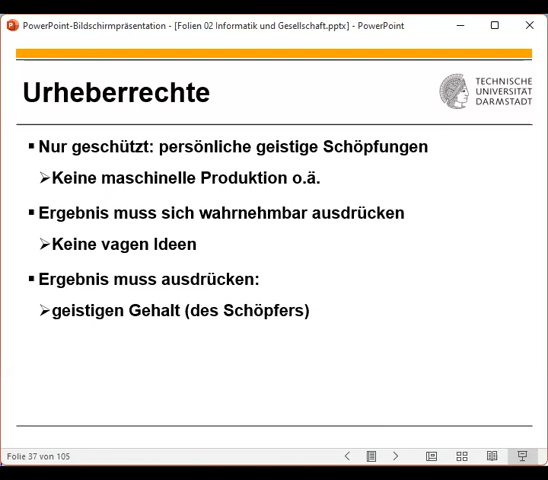 PowerPoint-Bildschirmpräsentation - [Folien 02 Informatik und Gesellschaft.pptx] - PowerPoint
Urheberrechte
TECHNISCHE
UNIVERSITÄT
DARMSTADT
▪ Nur geschützt: persönliche geistige Schöpfungen
➢ Keine maschinelle Produktion o.ä.
▪ Ergebnis muss sich wahrnehmbar ausdrücken
➢ Keine vagen Ideen
▪ Ergebnis muss ausdrücken:
➢ geistigen Gehalt (des Schöpfers)
Folie 37 von 105